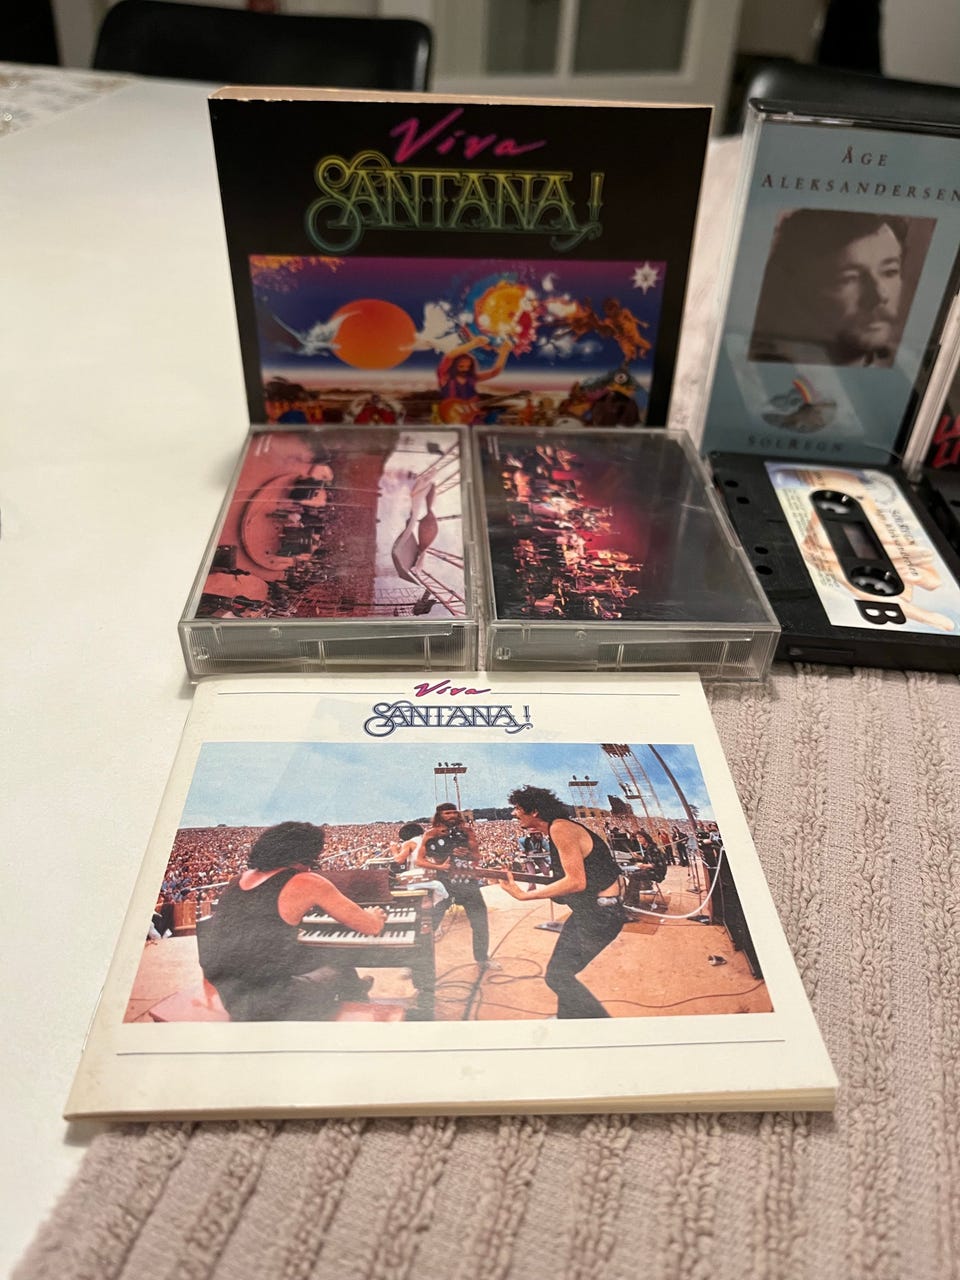 Viva
SANTANA!
ÅGE
ALEKSANDERSEN
SOLREGN
B
Viva
SANTANA!